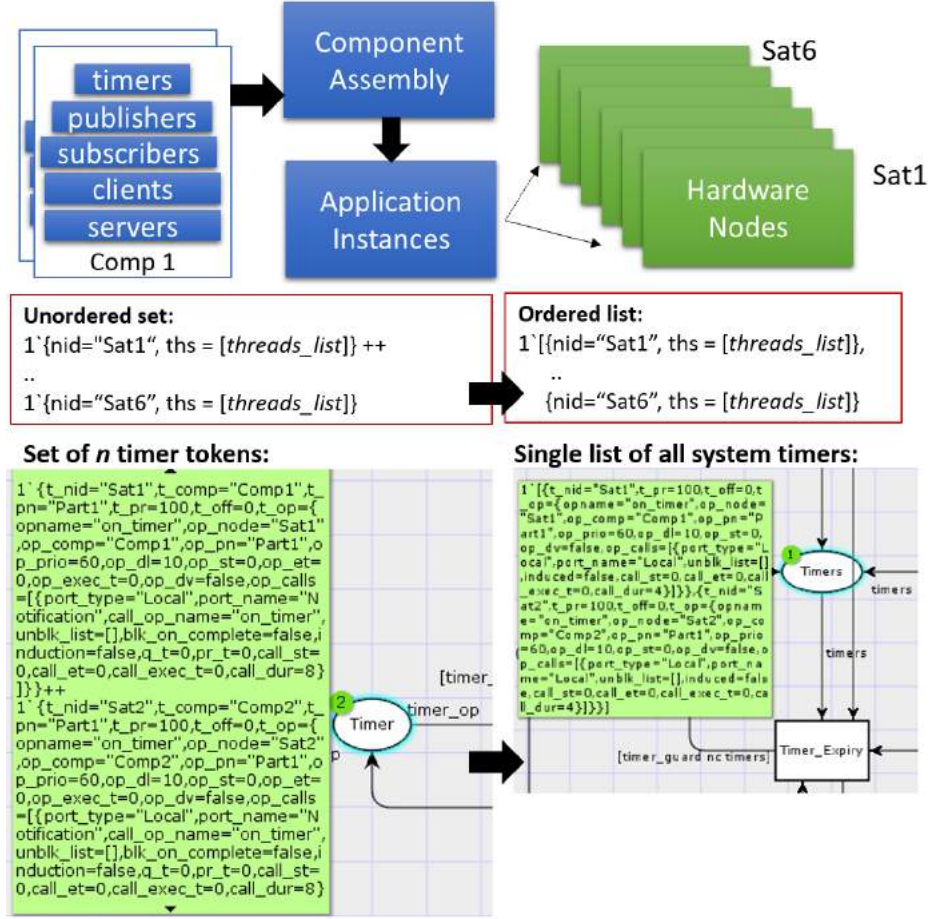 timers
publishers
subscribers
clients
servers
Comp 1
Component
Assembly
Application
Instances
Sat6
Sat1
Hardware
Nodes
Unordered set:
1`{nid="Sat1“, ths = [threads_list]} ++
..
1`{nid=“Sat6”, ths = [threads_list]}
Ordered list:
1`[{nid=“Sat1”, ths = [threads_list]},
..
{nid=“Sat6”, ths = [threads_list]}
Set of n timer tokens:
1`{t_nid="Sat1",t_comp="Comp1",t_
pn="Part1",t_pr=100,t_off=0,t_op={
opname="on_timer",op_node="Sat1"
,op_comp="Comp1",op_pn="Part1",o
p_prio=60,op_dl=10,op_st=0,op_et=
0,op_exec_t=0,op_dv=false,op_calls
=[{port_type="Local",port_name="N
otification",call_op_name="on_timer",
unblk_list=[],blk_on_complete=false,i
nduction=false,q_t=0,pr_t=0,call_st=
0,call_et=0,call_exec_t=0,call_dur=8}
]}}++
1`{t_nid="Sat2",t_comp="Comp2",t_
pn="Part1",t_pr=100,t_off=0,t_op={
opname="on_timer",op_node="Sat2"
,op_comp="Comp2",op_pn="Part1",o
p_prio=60,op_dl=10,op_st=0,op_et=
0,op_exec_t=0,op_dv=false,op_calls
=[{port_type="Local",port_name="N
otification",call_op_name="on_timer",
unblk_list=[],blk_on_complete=false,i
nduction=false,q_t=0,pr_t=0,call_st=
0,call_et=0,call_exec_t=0,call_dur=8}
2
Timer
[timer_
timer_op
p
Single list of all system timers:
1`[{t_nid="Sat1",t_pr=100,t_off=0,t
_op={opname="on_timer",op_node=
"Sat1",op_comp="Comp1",op_pn="P
art1",op_prio=60,op_dl=10,op_st=0,
op_dv=false,op_calls=[{port_type="L
ocal",port_name="Local",unblk_list=[],
induced=false,call_st=0,call_et=0,cal
l_exec_t=0,call_dur=4}]}},{t_nid="S
at2",t_pr=100,t_off=0,t_op={opnam
e="on_timer",op_node="Sat2",op_co
mp="Comp2",op_pn="Part1",op_prio
=60,op_dl=10,op_st=0,op_dv=false,o
p_calls=[{port_type="Local",port_na
me="Local",unblk_list=[],induced=fals
e,call_st=0,call_et=0,call_exec_t=0,ca
ll_dur=4}]}}]
1
Timers
timers
timers
Timer_Expiry
[timer_guard nc timers]